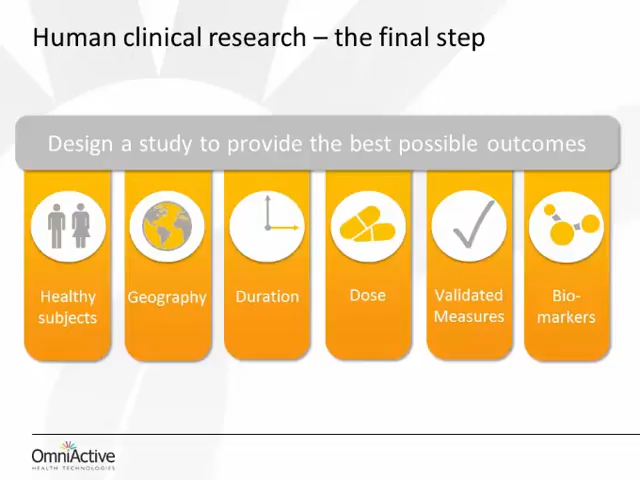 Human clinical research – the final step
Design a study to provide the best possible outcomes
Healthy
subjects
Geography
Duration
Dose
Validated
Measures
Bio-
markers
OmniActive
HEALTH TECHNOLOGIES